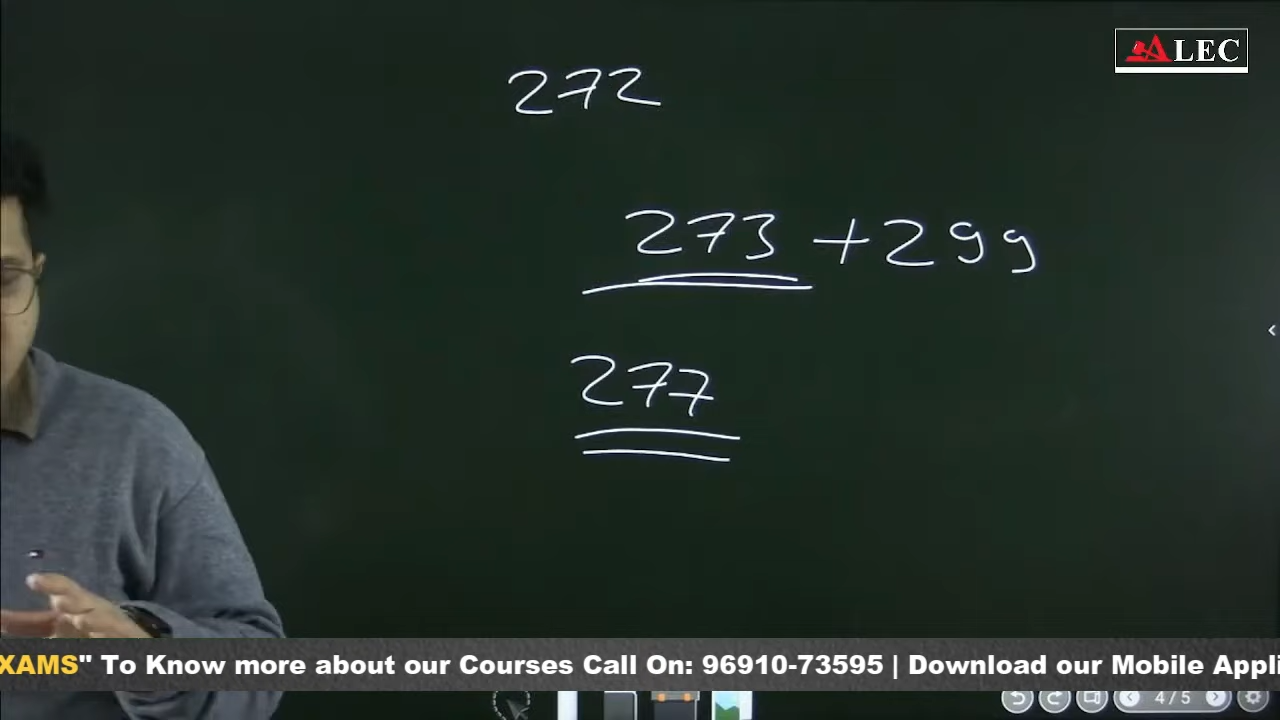 ALEC
272
273 + 299
277
XAMS" To Know more about our Courses Call On: 96910-73595 | Download our Mobile Appli
4/5